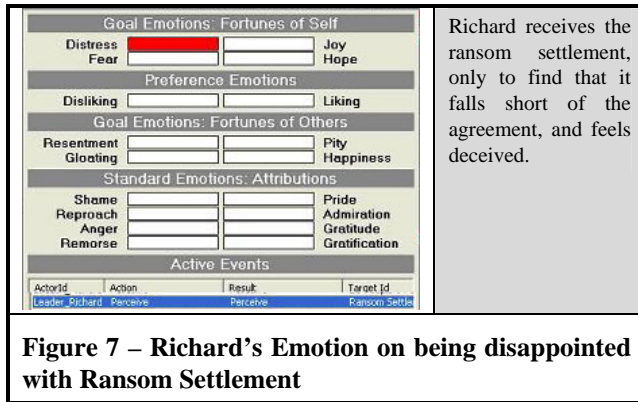 Goal Emotions: Fortunes of Self
Distress Joy
Fear Hope
Preference Emotions
Disliking Liking
Goal Emotions: Fortunes of Others
Resentment Pity
Gloating Happiness
Standard Emotions: Attributions
Shame Pride
Reproach Admiration
Anger Gratitude
Remorse Gratification
Active Events
ActorId Action Result Target Id
Leader_Richard Perceive Perceive Ransom Settle
Richard receives the
ransom settlement,
only to find that it
falls short of the
agreement, and feels
deceived.
Figure 7 – Richard's Emotion on being disappointed
with Ransom Settlement